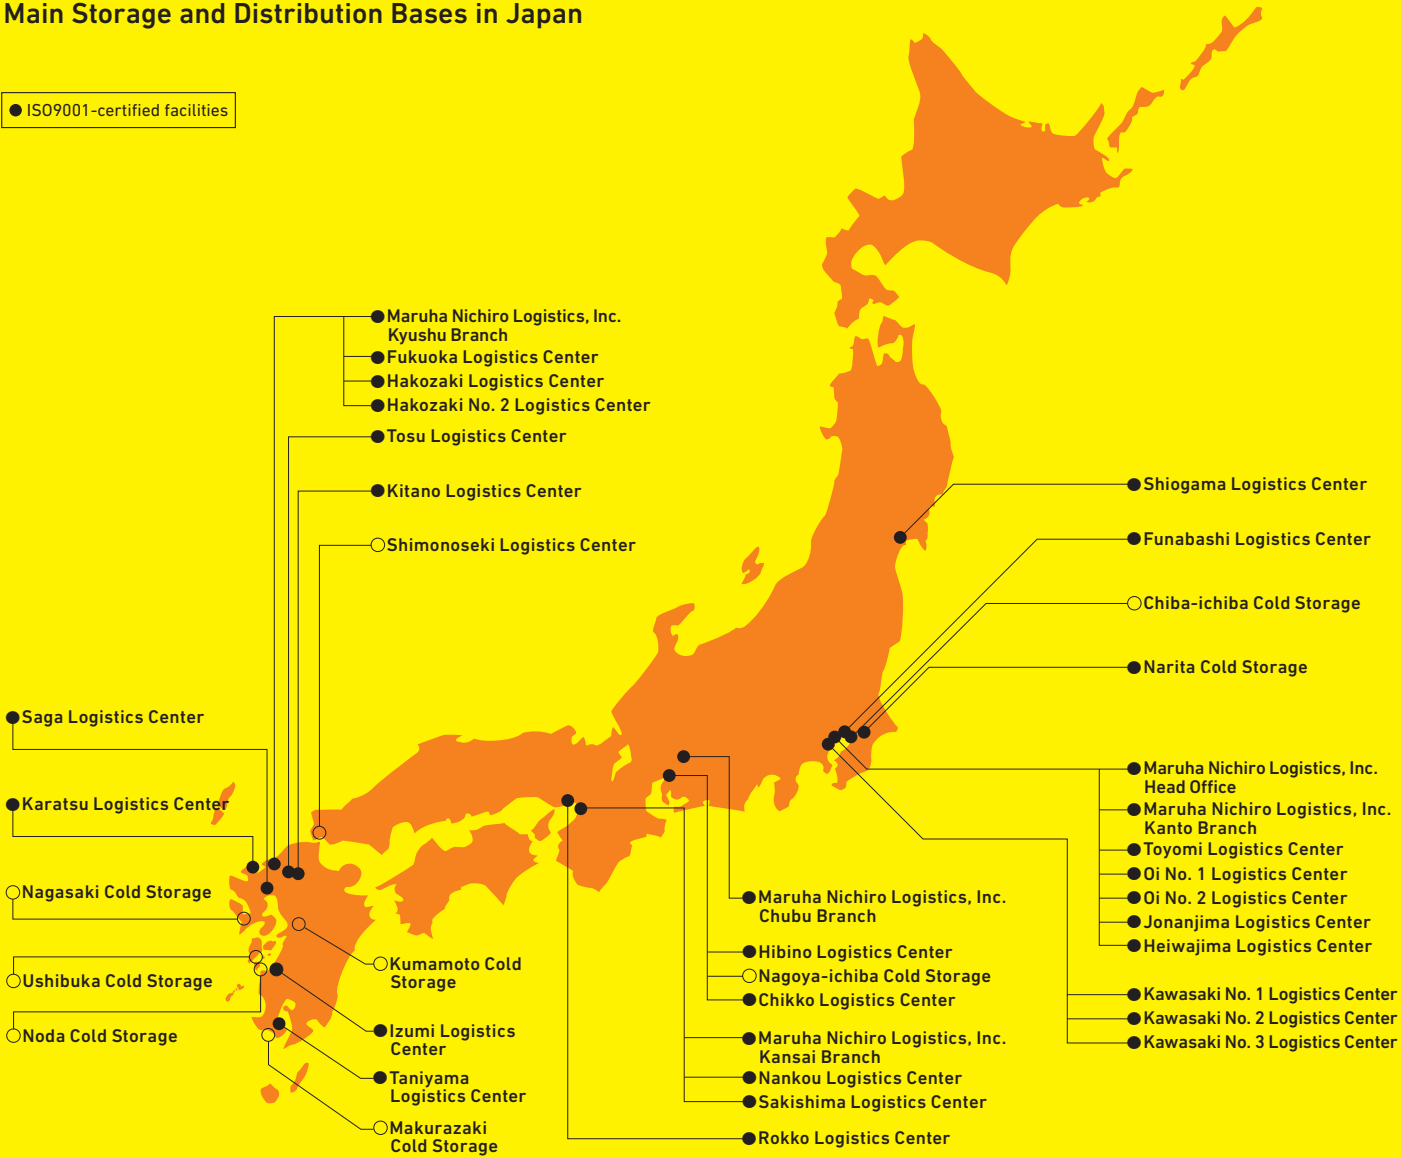 Main Storage and Distribution Bases in Japan
ISO9001-certified facilities
Maruha Nichiro Logistics, Inc.
Kyushu Branch
Fukuoka Logistics Center
Hakozaki Logistics Center
Hakozaki No. 2 Logistics Center
Tosu Logistics Center
Kitano Logistics Center
Shimonoseki Logistics Center
Saga Logistics Center
Karatsu Logistics Center
Nagasaki Cold Storage
Ushibuka Cold Storage
Noda Cold Storage
Kumamoto Cold
Storage
Izumi Logistics
Center
Taniyama
Logistics Center
Makurazaki
Cold Storage
Maruha Nichiro Logistics, Inc.
Chubu Branch
Hibino Logistics Center
Nagoya-ichiba Cold Storage
Chikko Logistics Center
Maruha Nichiro Logistics, Inc.
Kansai Branch
Nankou Logistics Center
Sakishima Logistics Center
Rokko Logistics Center
Shiogama Logistics Center
Funabashi Logistics Center
Chiba-ichiba Cold Storage
Narita Cold Storage
Maruha Nichiro Logistics, Inc.
Head Office
Maruha Nichiro Logistics, Inc.
Kanto Branch
Toyomi Logistics Center
Oi No. 1 Logistics Center
Oi No. 2 Logistics Center
Jonanjima Logistics Center
Heiwajima Logistics Center
Kawasaki No. 1 Logistics Center
Kawasaki No. 2 Logistics Center
Kawasaki No. 3 Logistics Center